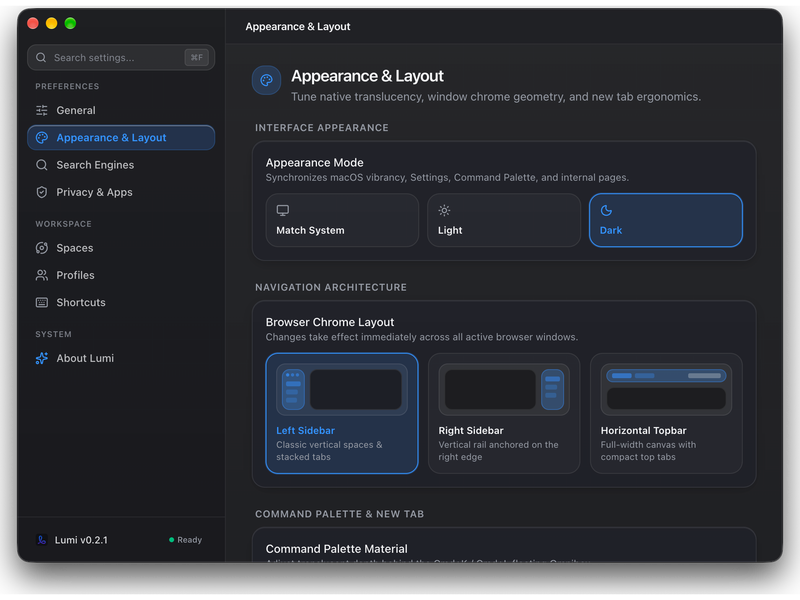 Appearance & Layout
Search settings...
⌘F
PREFERENCES
General
Appearance & Layout
Search Engines
Privacy & Apps
WORKSPACE
Spaces
Profiles
Shortcuts
SYSTEM
About Lumi
Lumi v0.2.1
Ready
Appearance & Layout
Tune native translucency, window chrome geometry, and new tab ergonomics.
INTERFACE APPEARANCE
Appearance Mode
Synchronizes macOS vibrancy, Settings, Command Palette, and internal pages.
Match System
Light
Dark
NAVIGATION ARCHITECTURE
Browser Chrome Layout
Changes take effect immediately across all active browser windows.
Left Sidebar
Classic vertical spaces &
stacked tabs
Right Sidebar
Vertical rail anchored on the
right edge
Horizontal Topbar
Full-width canvas with
compact top tabs
COMMAND PALETTE & NEW TAB
Command Palette Material